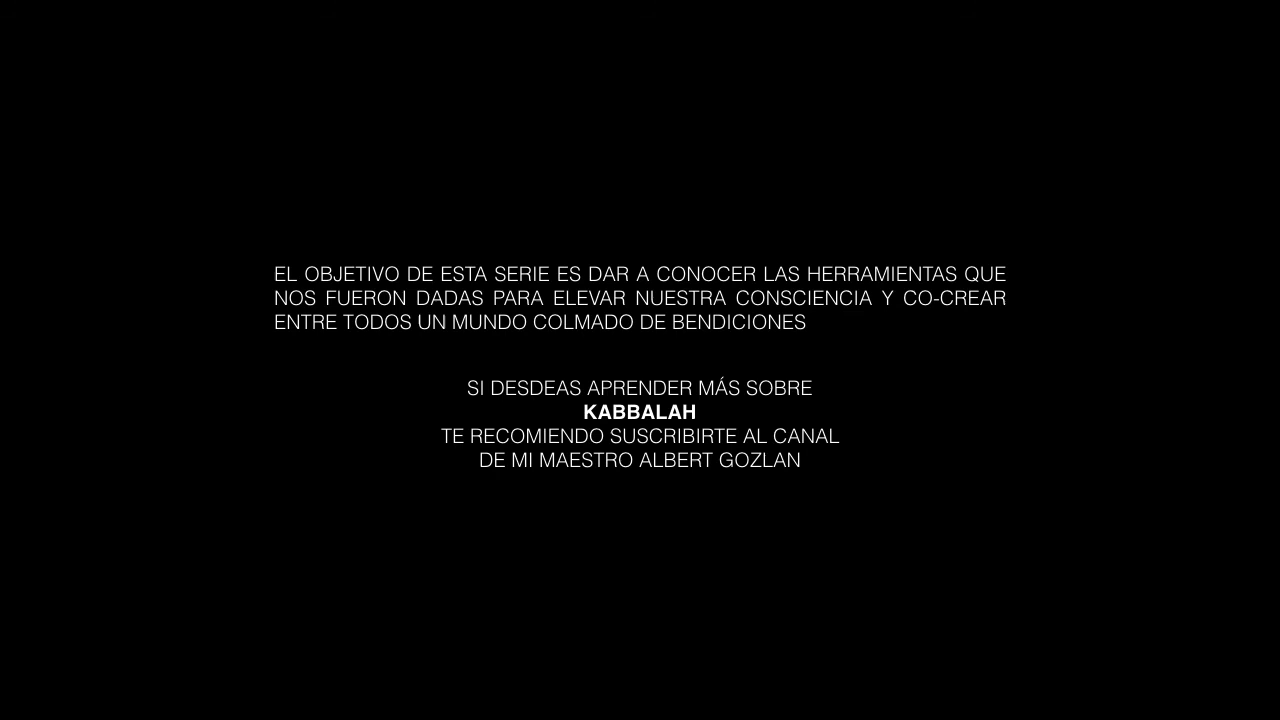 EL OBJETIVO DE ESTA SERIE ES DAR A CONOCER LAS HERRAMIENTAS QUE
NOS FUERON DADAS PARA ELEVAR NUESTRA CONSCIENCIA Y CO-CREAR
ENTRE TODOS UN MUNDO COLMADO DE BENDICIONES
SI DESDEAS APRENDER MÁS SOBRE
KABBALAH
TE RECOMIENDO SUSCRIBIRTE AL CANAL
DE MI MAESTRO ALBERT GOZLAN